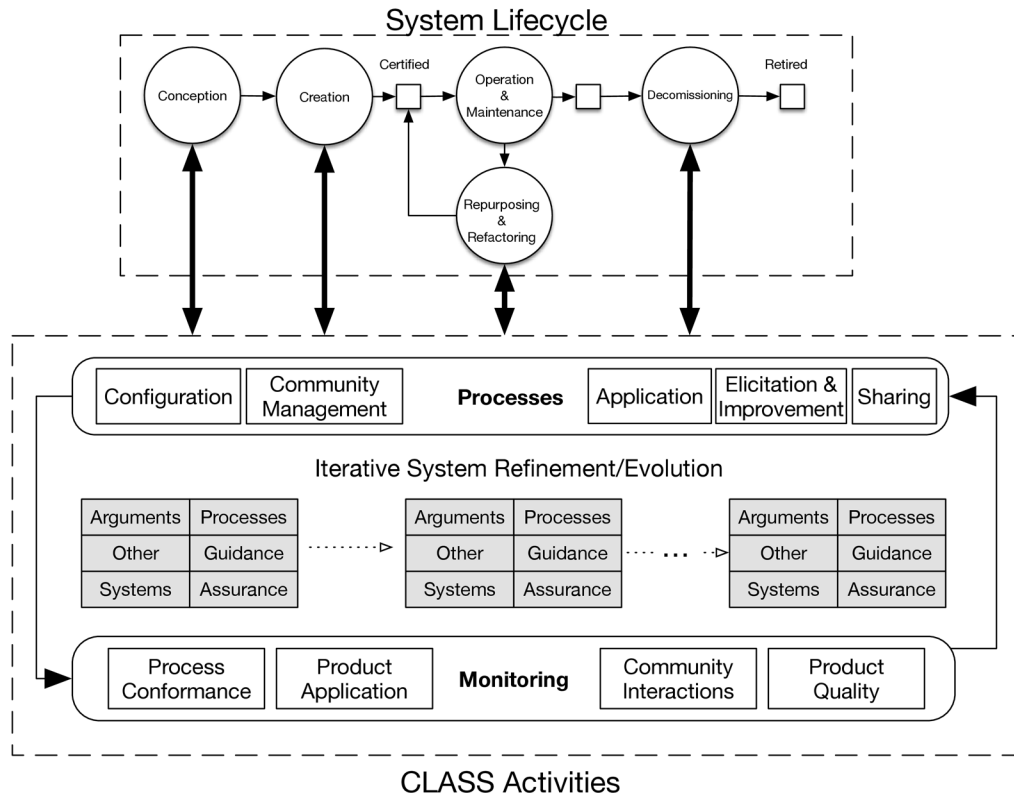 System Lifecycle
Conception
Creation
Certified
Operation
&
Maintenance
Decomissioning
Retired
Repurposing
&
Refactoring
Configuration
Community
Management
Processes
Application
Elicitation &
Improvement
Sharing
Iterative System Refinement/Evolution
Arguments Processes
Other Guidance
Systems Assurance
Arguments Processes
Other Guidance
Systems Assurance
...
Arguments Processes
Other Guidance
Systems Assurance
Process
Conformance
Product
Application
Monitoring
Community
Interactions
Product
Quality
CLASS Activities